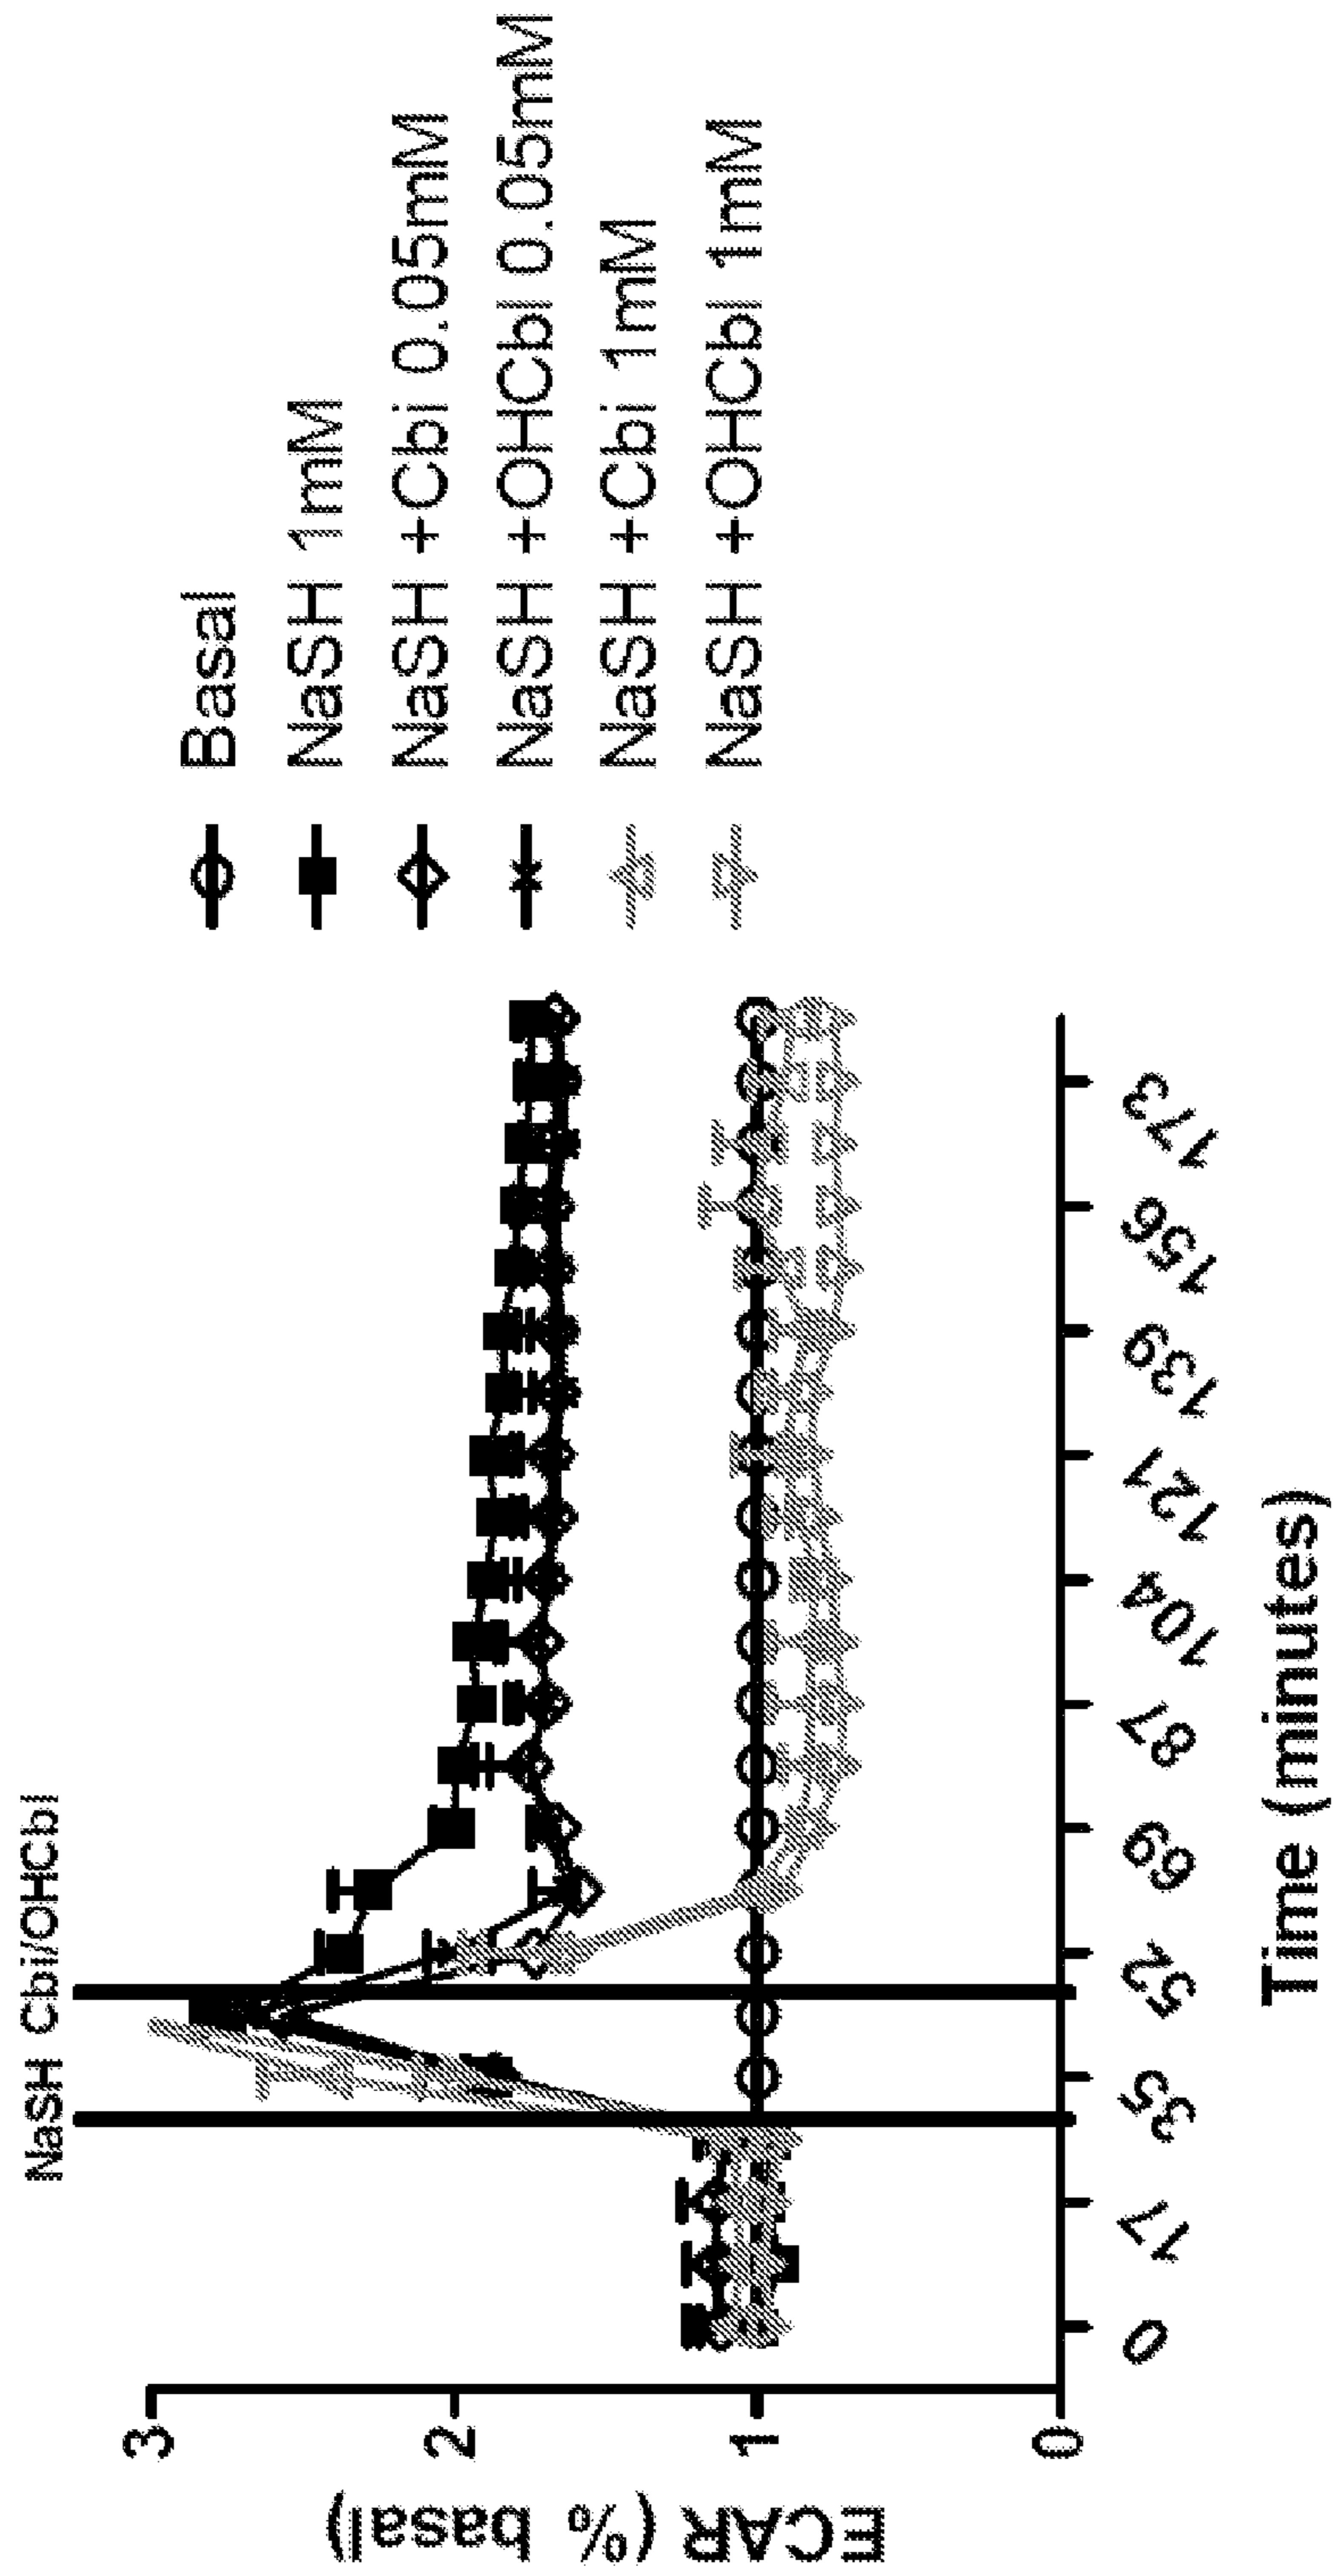 NaSH Cbi/OHCbl
ECAR (% basal)
3
2
1
0
0
17
35
52
69
87
104
121
139
156
173
Time (minutes)
Basal
NaSH 1mM
NaSH +Cbi 0.05mM
NaSH +OHCbl 0.05mM
NaSH +Cbi 1mM
NaSH +OHCbl 1mM